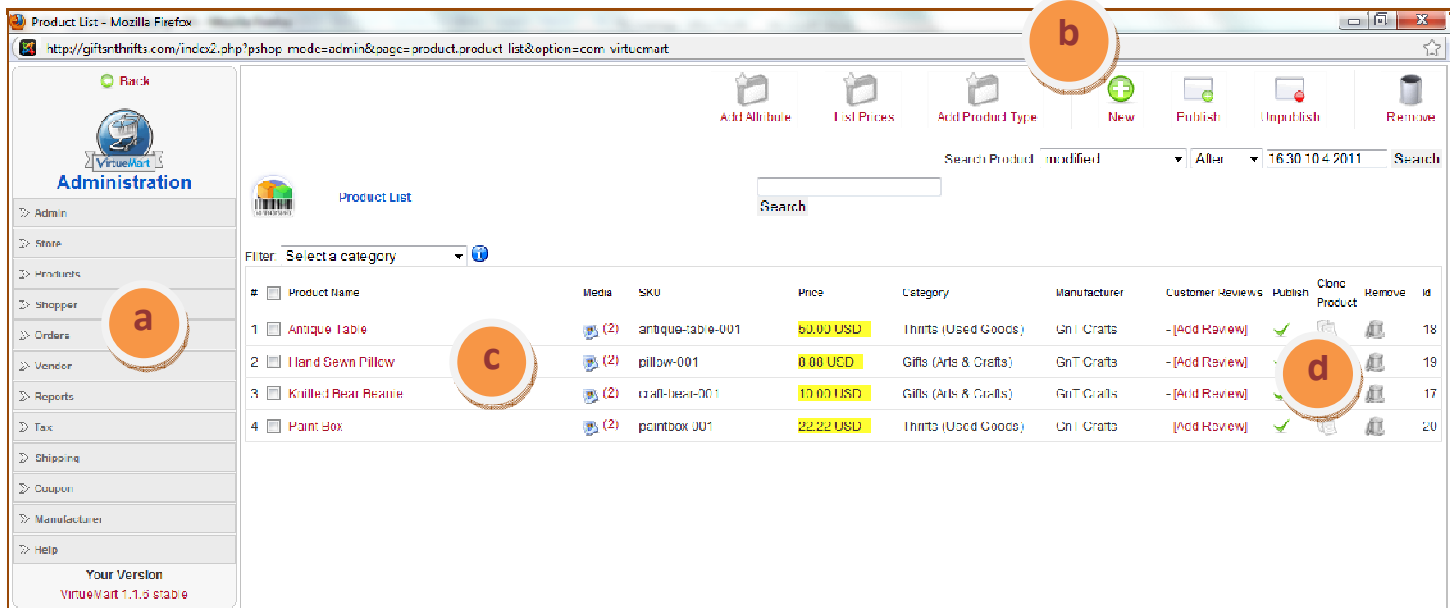 Product List - Mozilla Firefox
http://giftsnthrifts.com/index2.php?pshop_mode=admin&page=product.product_list&option=com_virtuemart
b
Back
VirtueMart
Administration
Admin
Store
Products
Shopper
Orders
Vendor
Reports
Tax
Shipping
Coupon
Manufacturer
Help
Your Version
VirtueMart 1.1.6 stable
a
Add Attribute List Prices Add Product Type New Publish Unpublish Remove
Search Product modified After 16:30 10.4.2011 Search
Product List
Search
Filter: Select a category
# Product Name Media SKU Price Category Manufacturer Customer Reviews Publish Clone Product Remove Id
1 Antique Table (2) antique-table-001 50.00 USD Thrifts (Used Goods) GnT Crafts - [Add Review] 18
2 Hand Sewn Pillow (2) pillow-001 8.88 USD Gifts (Arts & Crafts) GnT Crafts - [Add Review] 19
3 Knitted Bear Beanie (2) craft-bear-001 10.00 USD Gifts (Arts & Crafts) GnT Crafts - [Add Review] 17
4 Paint Box (2) paintbox-001 22.22 USD Thrifts (Used Goods) GnT Crafts - [Add Review] 20
c
d